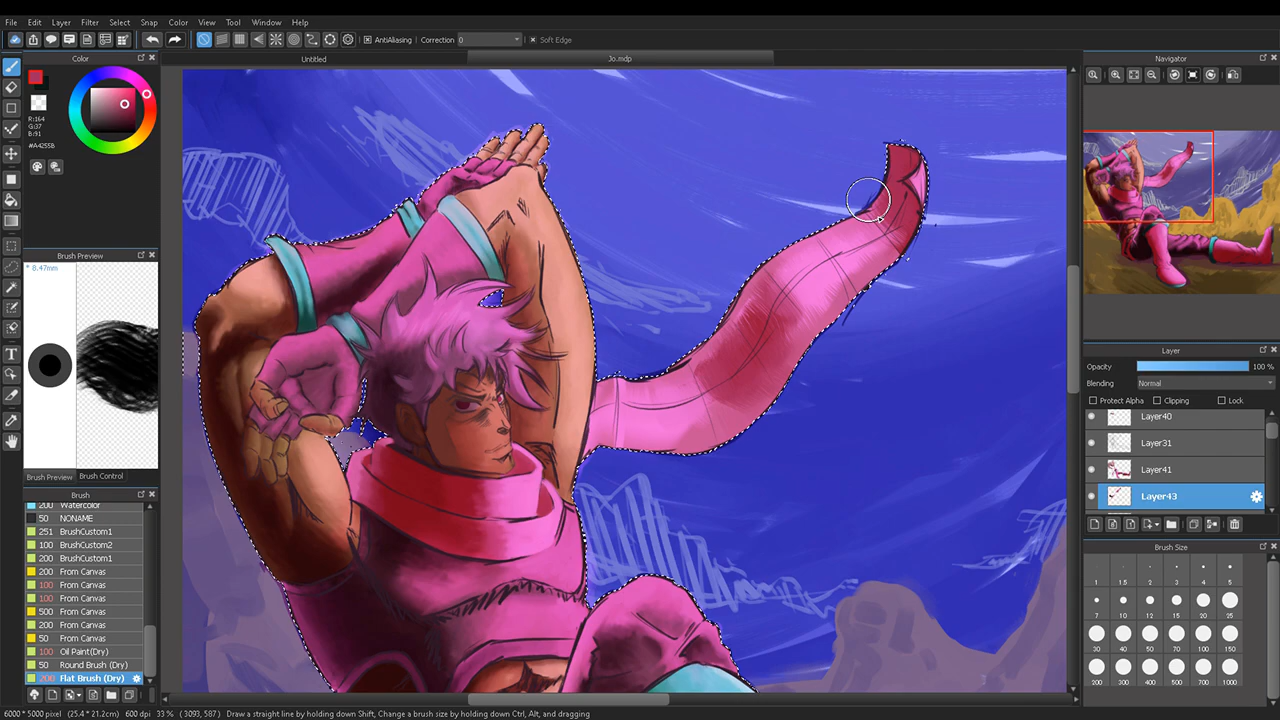 File Edit Layer Filter Select Snap Color View Tool Window Help
AntiAliasing Correction 0 Soft Edge
Color
Untitled
Jo.mdp
Navigator
R:164
G:37
B:91
#A4255B
Brush Preview
* 8.47mm
Brush Preview Brush Control
Brush
200 Watercolor
50 NONAME
251 BrushCustom1
100 BrushCustom2
200 BrushCustom1
200 From Canvas
100 From Canvas
100 From Canvas
500 From Canvas
200 From Canvas
50 From Canvas
100 Oil Paint(Dry)
50 Round Brush (Dry)
200 Flat Brush (Dry)
Layer
Opacity 100 %
Blending Normal
Protect Alpha Clipping Lock
Layer40
Layer31
Layer41
Layer43
Brush Size
1 1.5 2 3 4 5
7 10 12 15 20 25
30 40 50 70 100 150
200 300 400 500 700 1000
6000 * 5000 pixel (25.4 * 21.2cm) 600 dpi 33 % ( 3093, 587 ) Draw a straight line by holding down Shift, Change a brush size by holding down Ctrl, Alt, and dragging